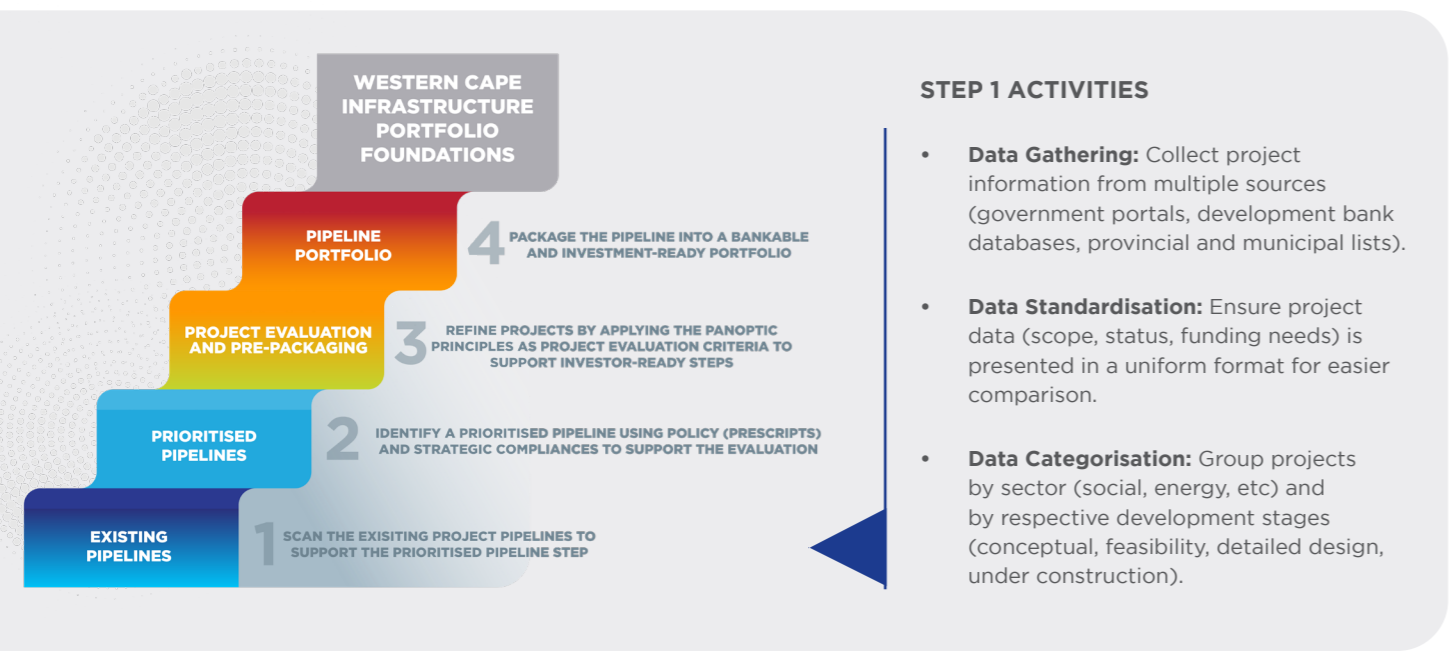 WESTERN CAPE
INFRASTRUCTURE
PORTFOLIO
FOUNDATIONS
PIPELINE
PORTFOLIO
4
PACKAGE THE PIPELINE INTO A BANKABLE
AND INVESTMENT-READY PORTFOLIO
PROJECT EVALUATION
AND PRE-PACKAGING
3
REFINE PROJECTS BY APPLYING THE PANOPTIC
PRINCIPLES AS PROJECT EVALUATION CRITERIA TO
SUPPORT INVESTOR-READY STEPS
PRIORITISED
PIPELINES
2
IDENTIFY A PRIORITISED PIPELINE USING POLICY (PRESCRIPTS)
AND STRATEGIC COMPLIANCES TO SUPPORT THE EVALUATION
EXISTING
PIPELINES
1
SCAN THE EXISITING PROJECT PIPELINES TO
SUPPORT THE PRIORITISED PIPELINE STEP
STEP 1 ACTIVITIES
• Data Gathering: Collect project
information from multiple sources
(government portals, development bank
databases, provincial and municipal lists).
• Data Standardisation: Ensure project
data (scope, status, funding needs) is
presented in a uniform format for easier
comparison.
• Data Categorisation: Group projects
by sector (social, energy, etc) and
by respective development stages
(conceptual, feasibility, detailed design,
under construction).